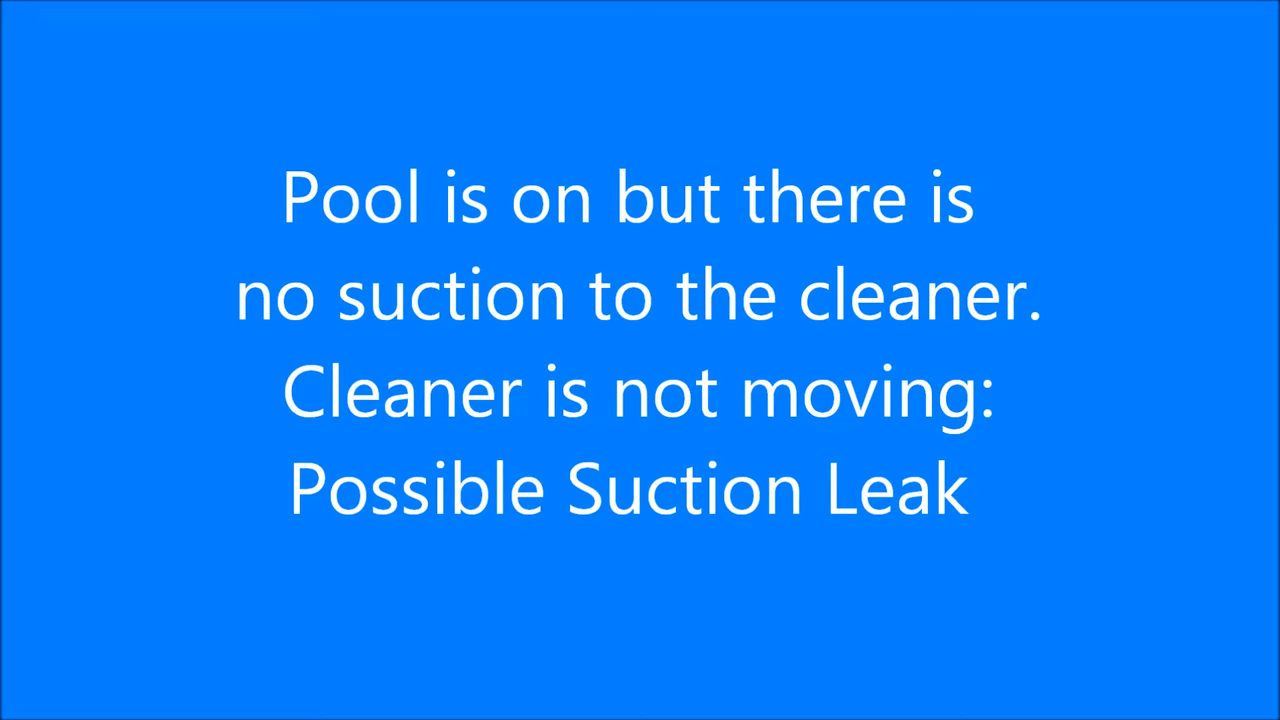 Pool is on but there is
no suction to the cleaner.
Cleaner is not moving:
Possible Suction Leak